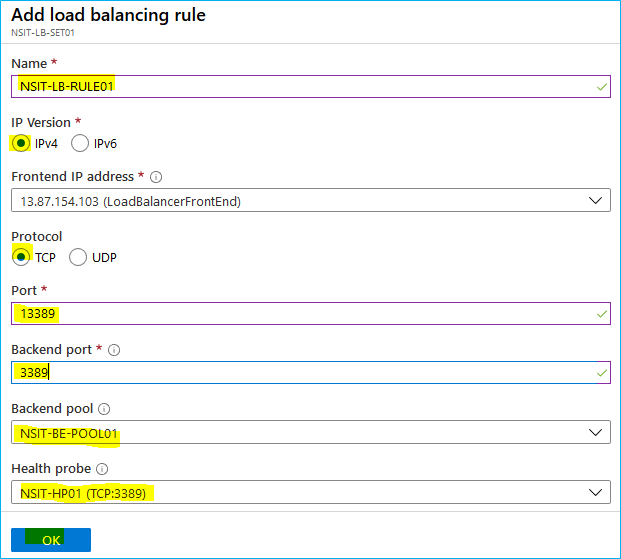 Add load balancing rule
NSIT-LB-SET01
Name *
NSIT-LB-RULE01
IP Version *
IPv4 IPv6
Frontend IP address *
13.87.154.103 (LoadBalancerFrontEnd)
Protocol
TCP UDP
Port *
13389
Backend port *
3389
Backend pool
NSIT-BE-POOL01
Health probe
NSIT-HP01 (TCP:3389)
OK